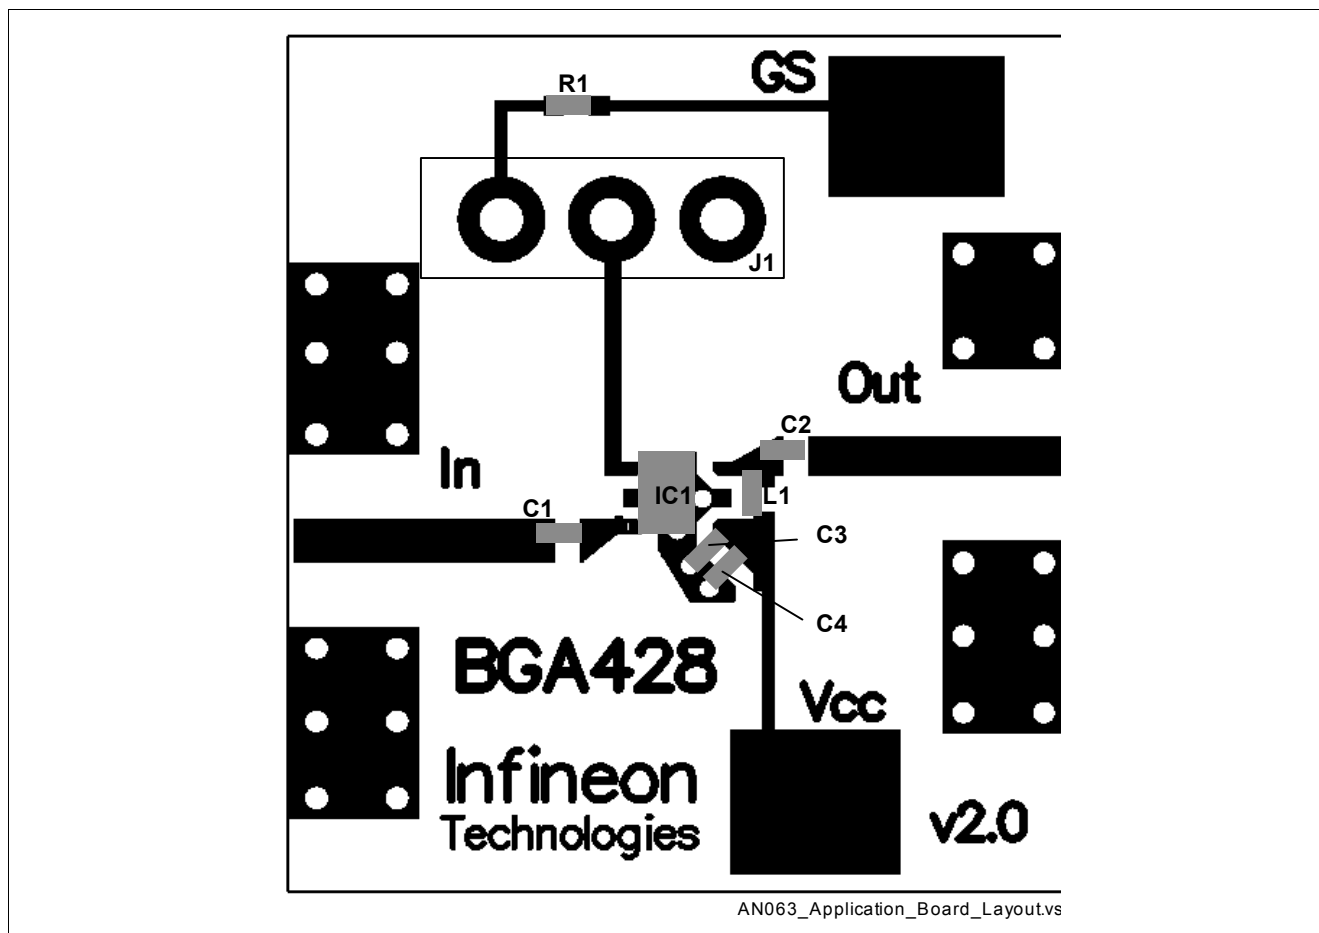 GS
R1
J1
Out
C2
In
IC1
L1
C1
C3
C4
BGA428
Vcc
Infineon
Technologies
v2.0
AN063_Application_Board_Layout.vs